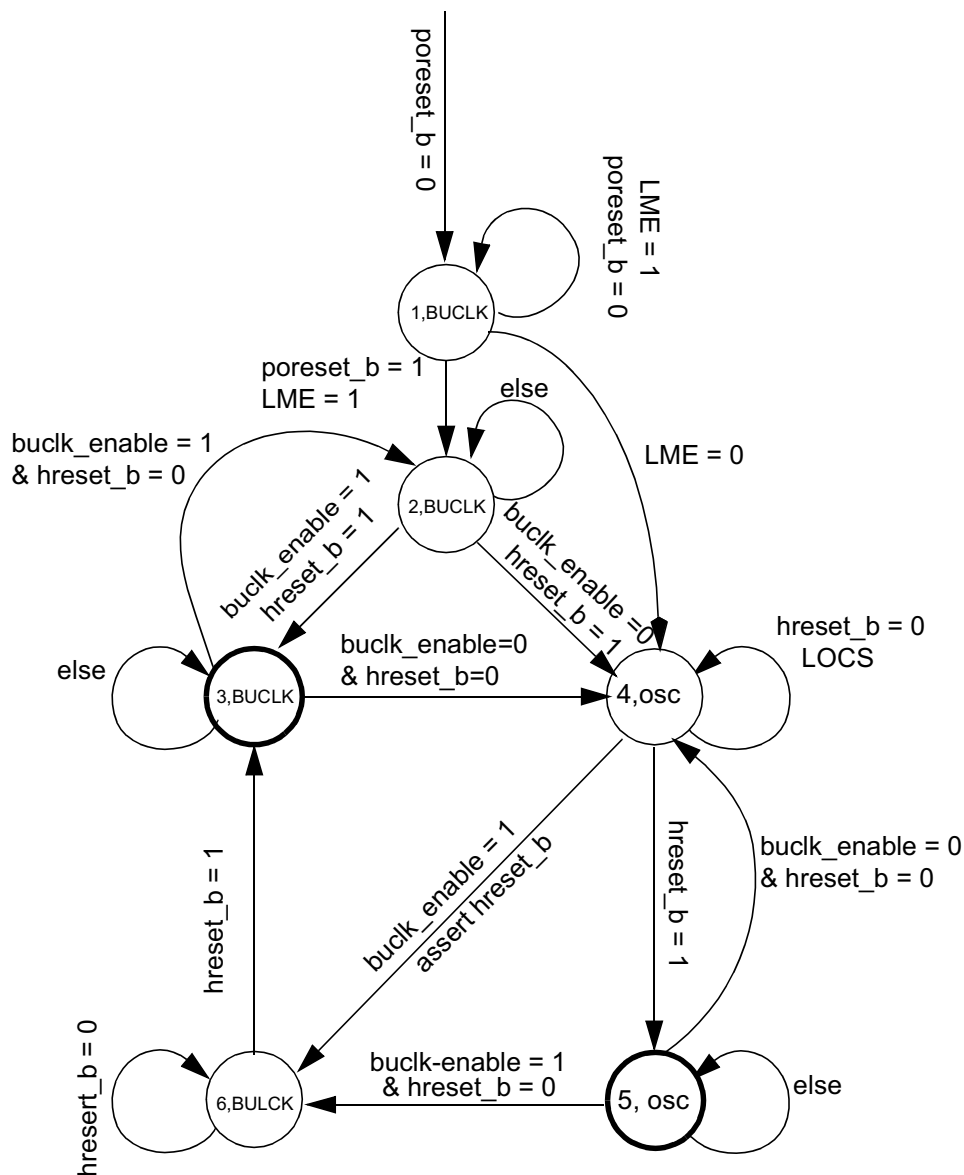 poreset_b = 0
LME = 1
poreset_b = 0
1,BUCLK
poreset_b = 1
LME = 1
else
buclk_enable = 1
& hreset_b = 0
LME = 0
2,BUCLK
buclk_enable = 1
hreset_b = 1
buclk_enable =0
hreset_b = 1
hreset_b = 0
LOCS
else
buclk_enable=0
& hreset_b=0
3,BUCLK
4,osc
hreset_b = 1
buclk_enable = 1
assert hreset_b
hreset_b = 1
buclk_enable = 0
& hreset_b = 0
hresert_b = 0
6,BULCK
buclk-enable = 1
& hreset_b = 0
5, osc
else